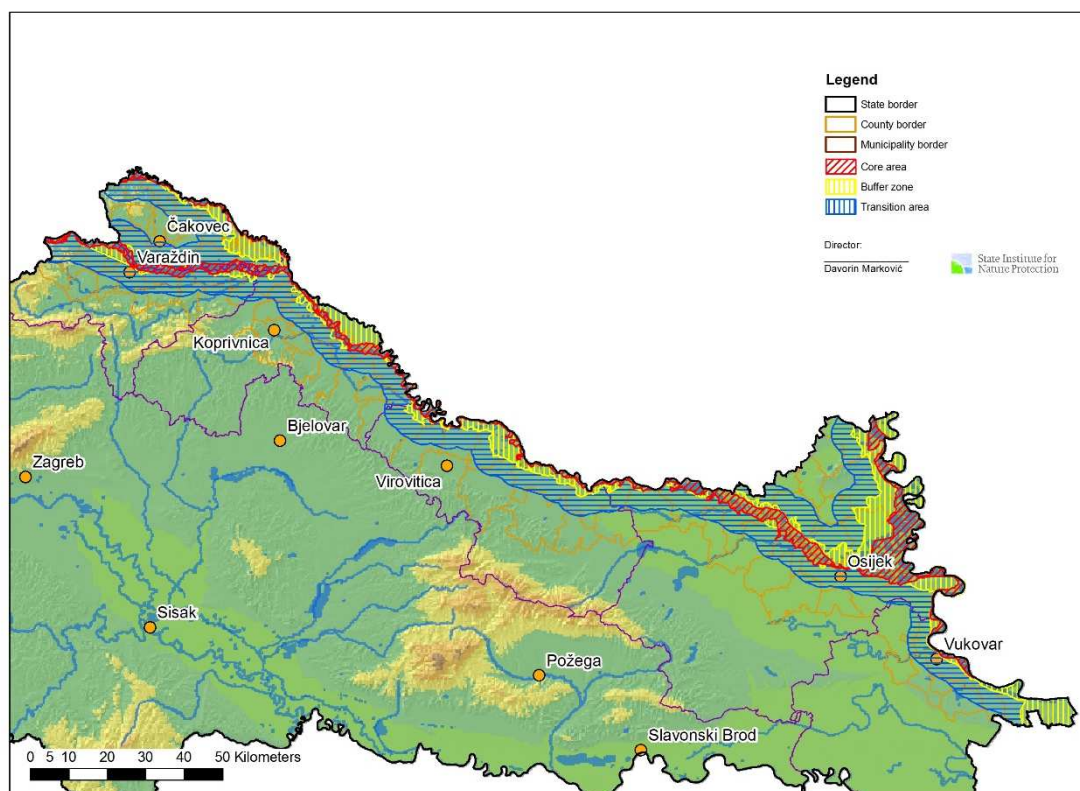 Legend
State border
County border
Municipality border
Core area
Buffer zone
Transition area
Director:
Davorin Marković
State Institute for
Nature Protection
Čakovec
Varaždin
Koprivnica
Bjelovar
Zagreb
Virovitica
Osijek
Sisak
Vukovar
Požega
Slavonski Brod
0 5 10 20 30 40 50 Kilometers